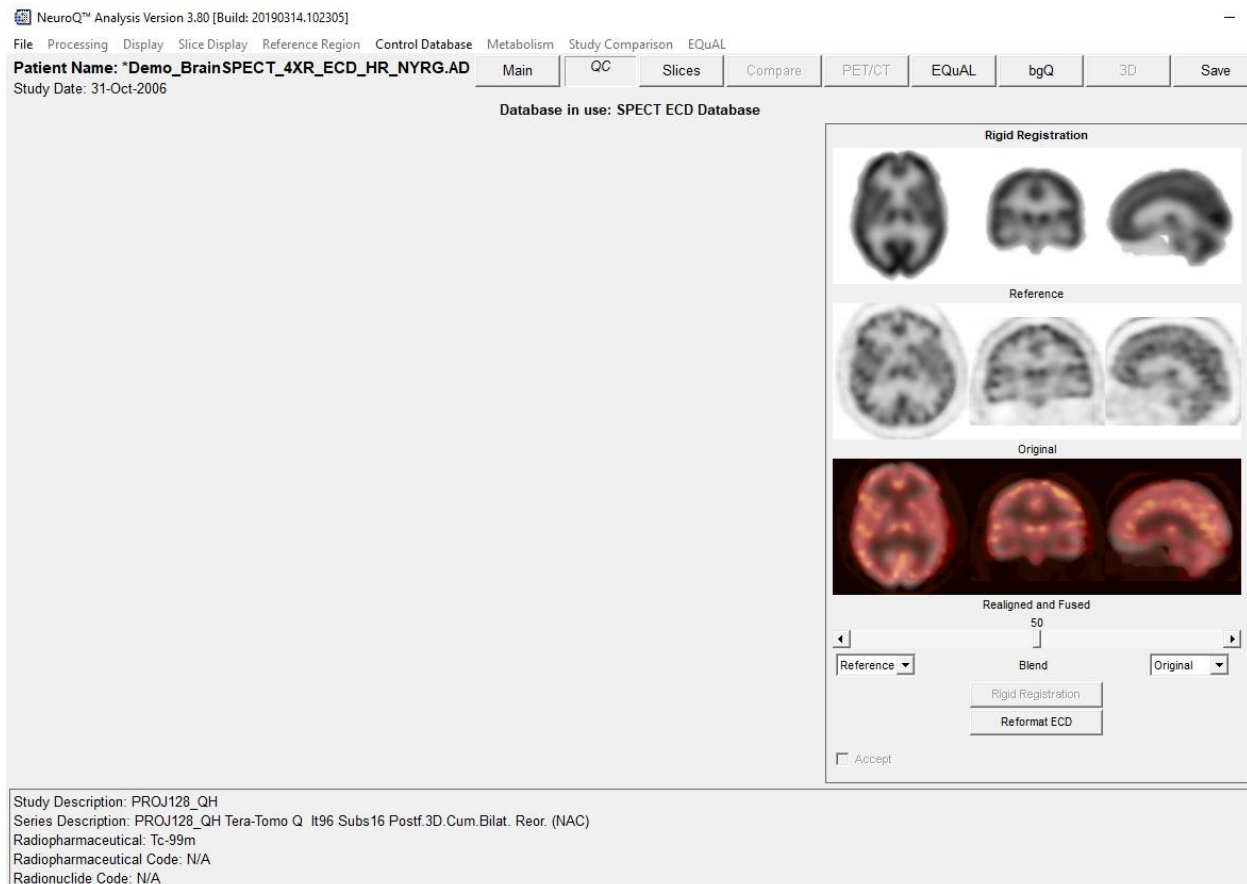 NeuroQ™ Analysis Version 3.80 [Build: 20190314.102305]
File Processing Display Slice Display Reference Region Control Database Metabolism Study Comparison EQuAL
Patient Name: *Demo_BrainSPECT_4XR_ECD_HR_NYRG.AD
Main QC Slices Compare PET/CT EQuAL bgQ 3D Save
Study Date: 31-Oct-2006
Database in use: SPECT ECD Database
Rigid Registration
Reference
Original
Realigned and Fused
50
Reference Blend Original
Rigid Registration
Reformat ECD
Accept
Study Description: PROJ128_QH
Series Description: PROJ128_QH Tera-Tomo Q It96 Subs16 Postf.3D.Cum.Bilat. Reor. (NAC)
Radiopharmaceutical: Tc-99m
Radiopharmaceutical Code: N/A
Radionuclide Code: N/A